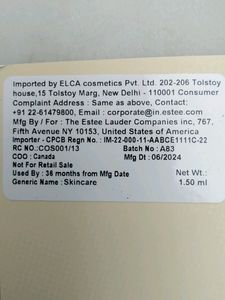 Imported by ELCA cosmetics Pvt. Ltd. 202-206 Tolstoy
house,15 Tolstoy Marg, New Delhi - 110001 Consumer
Complaint Address : Same as above, Contact:
+91 22-61479800, Email : corporate@in.estee.com
Mfg By / For : The Estee Lauder Companies inc, 767,
Fifth Avenue NY 10153, United States of America
Importer - CPCB Regn No. : IM-22-000-11-AABCE1111C-22
RC No.: COS001/13 Batch No : A83
COO : Canada Mfg Dt : 06/2024
Not For Retail Sale
Used By : 36 months from Mfg Date Net Wt.:
Generic Name : Skincare 1.50 ml